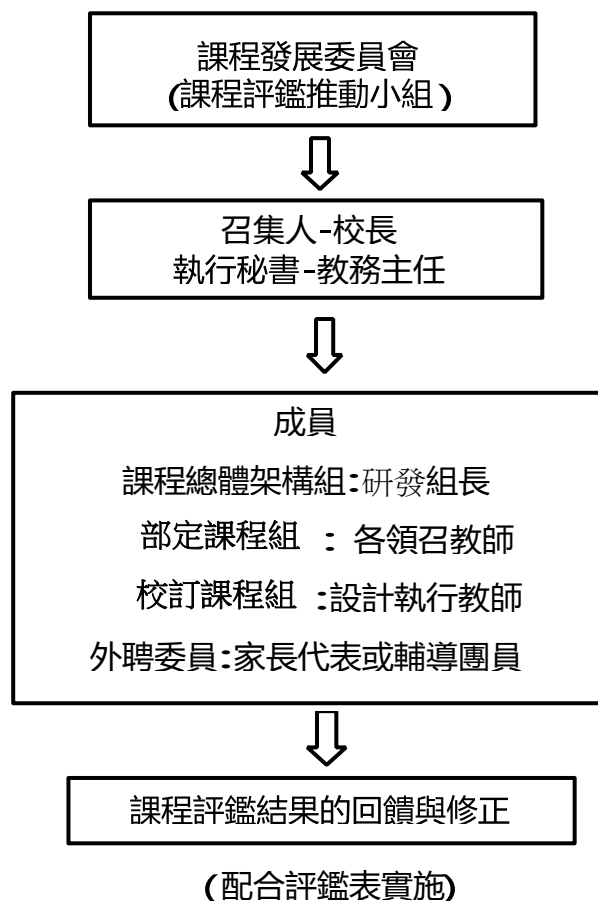 課程發展委員會
(課程評鑑推動小組)
召集人-校長
執行秘書-教務主任
成員
課程總體架構組:研發組長
部定課程組 : 各領召教師
校訂課程組 :設計執行教師
外聘委員:家長代表或輔導團員
課程評鑑結果的回饋與修正
(配合評鑑表實施)